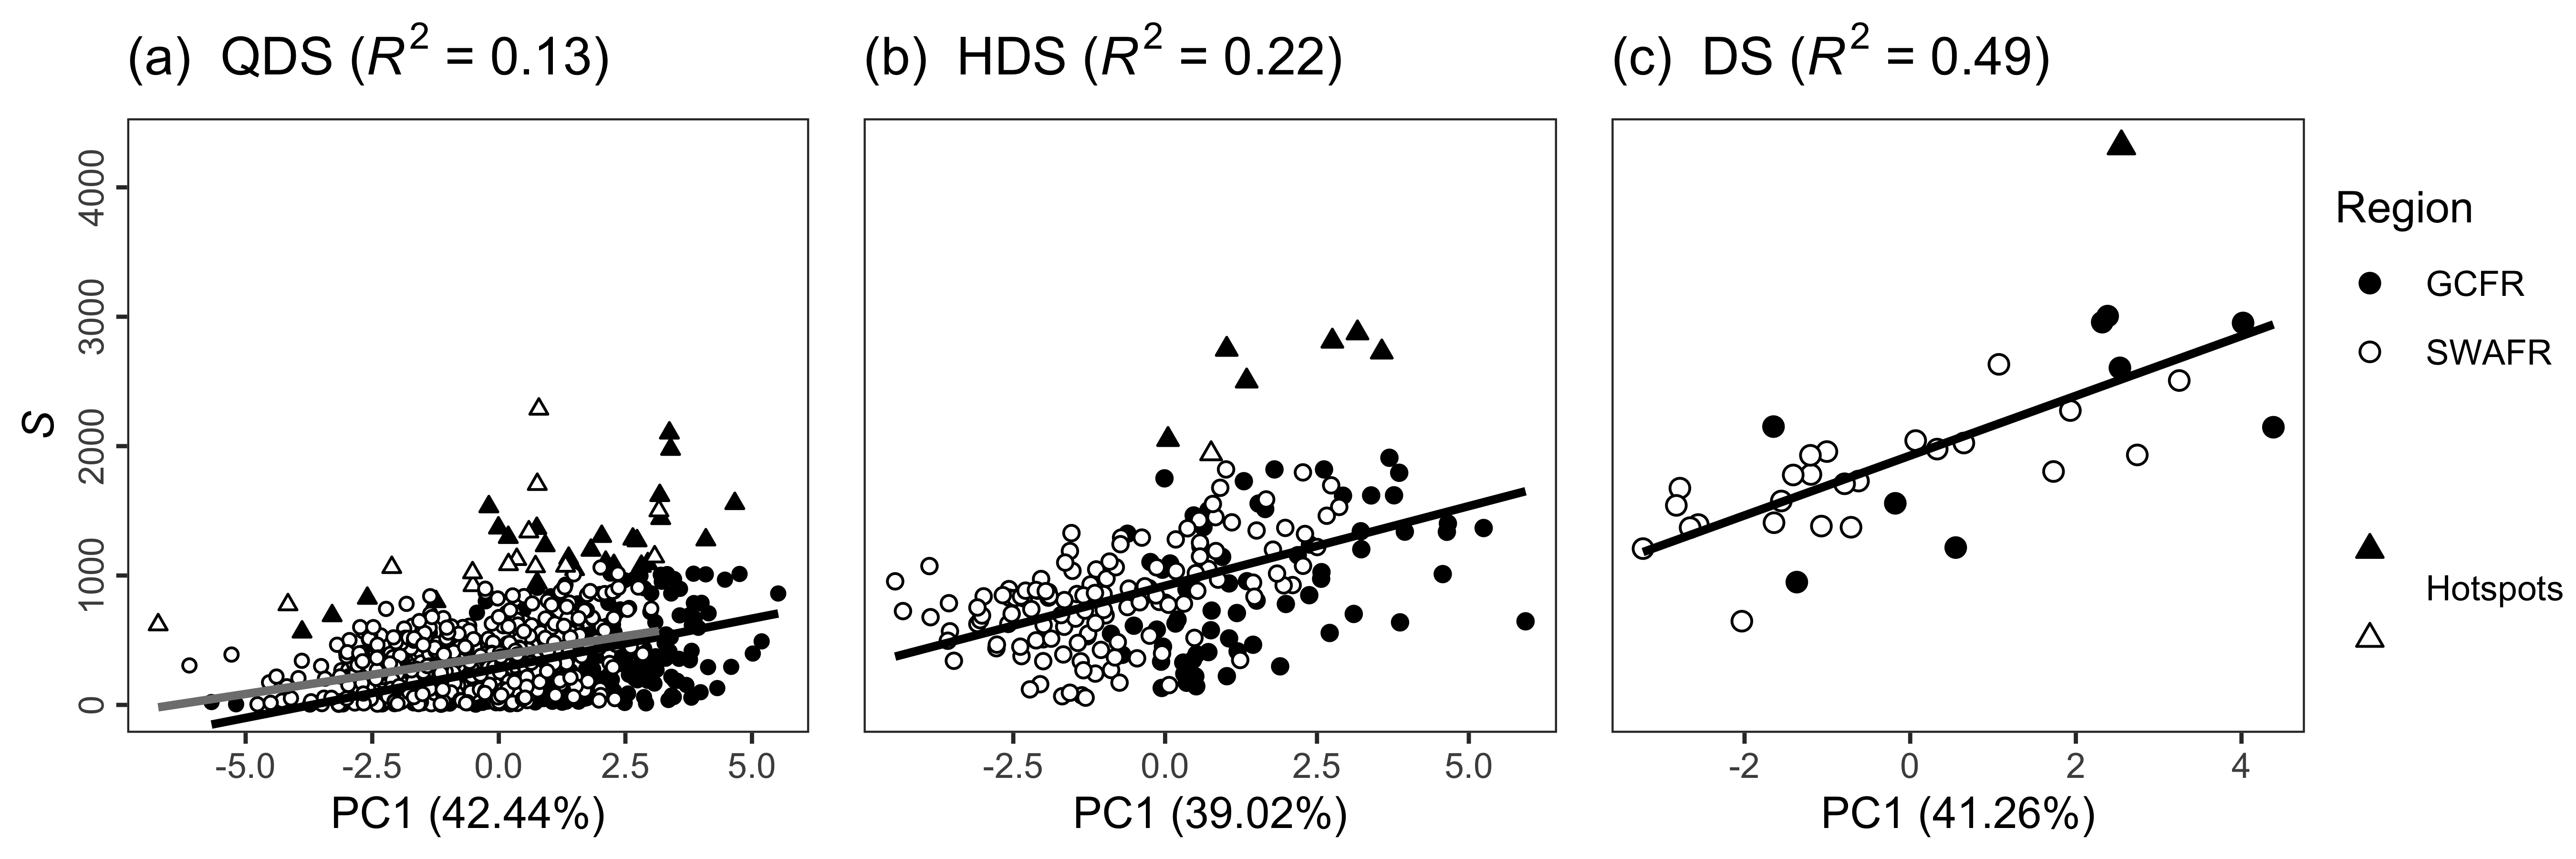 (a) QDS (R² = 0.13)
(b) HDS (R² = 0.22)
(c) DS (R² = 0.49)
S
4000
3000
2000
1000
0
-5.0 -2.5 0.0 2.5 5.0
PC1 (42.44%)
-2.5 0.0 2.5 5.0
PC1 (39.02%)
-2 0 2 4
PC1 (41.26%)
Region
GCFR
SWAFR
Hotspots